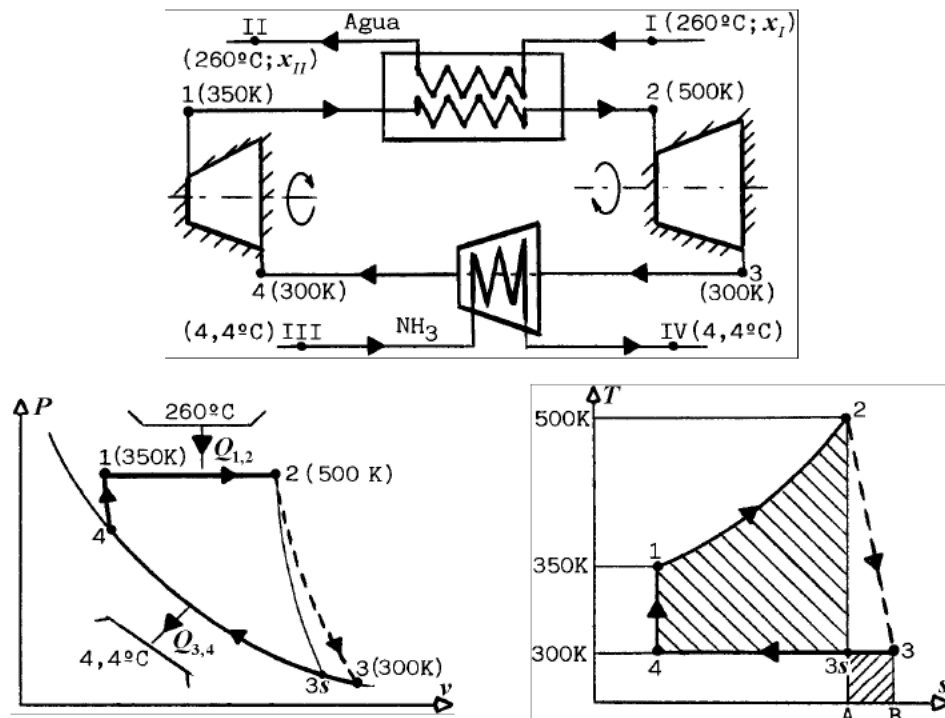 II Agua I (260ºC; x_I)
(260ºC; x_II)
1 (350K) 2 (500K)
4 (300K) 3 (300K)
(4,4ºC) III NH₃ IV (4,4ºC)
P
260ºC
1 (350K) Q₁,₂ 2 (500 K)
4
4,4ºC Q₃,₄
3s 3 (300K)
v
T
500K 2
350K 1
300K 4 3s 3
A B s